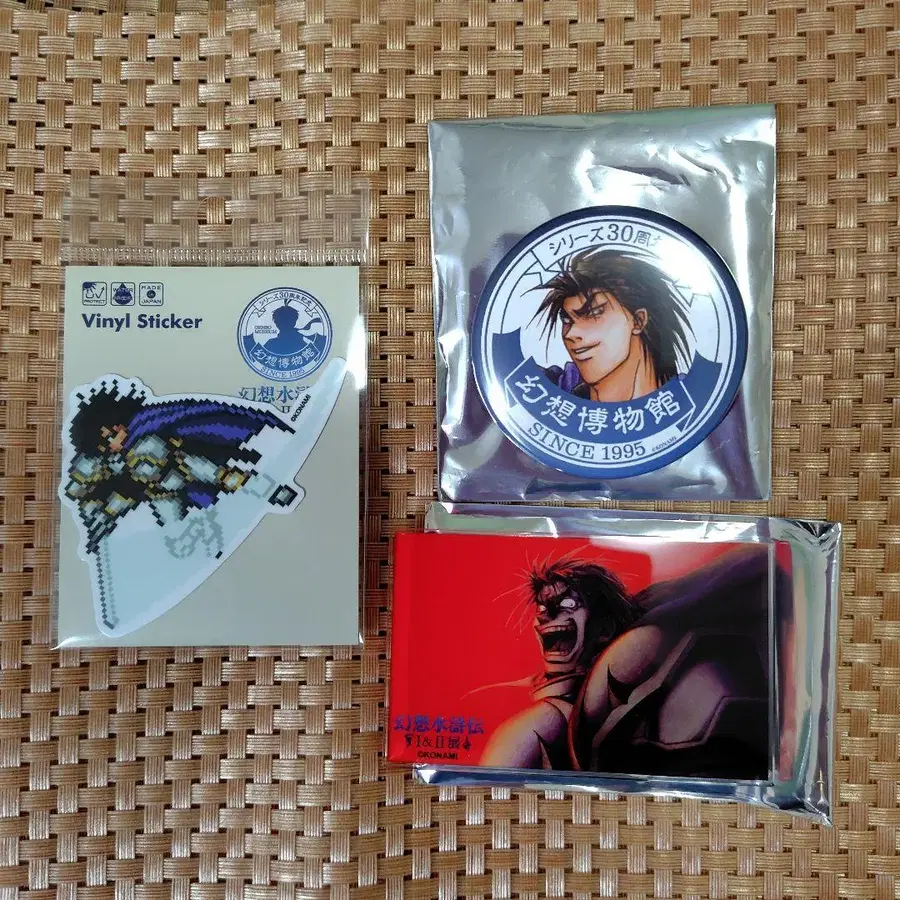 PROTECT
MADE
IN
JAPAN
Vinyl Sticker
シリーズ30周年記念
GENSO
MUSEUM
幻想博物館
SINCE 1995
幻想水滸
II
©KONAMI
シリーズ30周
幻想博物館
SINCE 1995
©KONAMI
幻想水滸伝
I&II展
©KONAMI